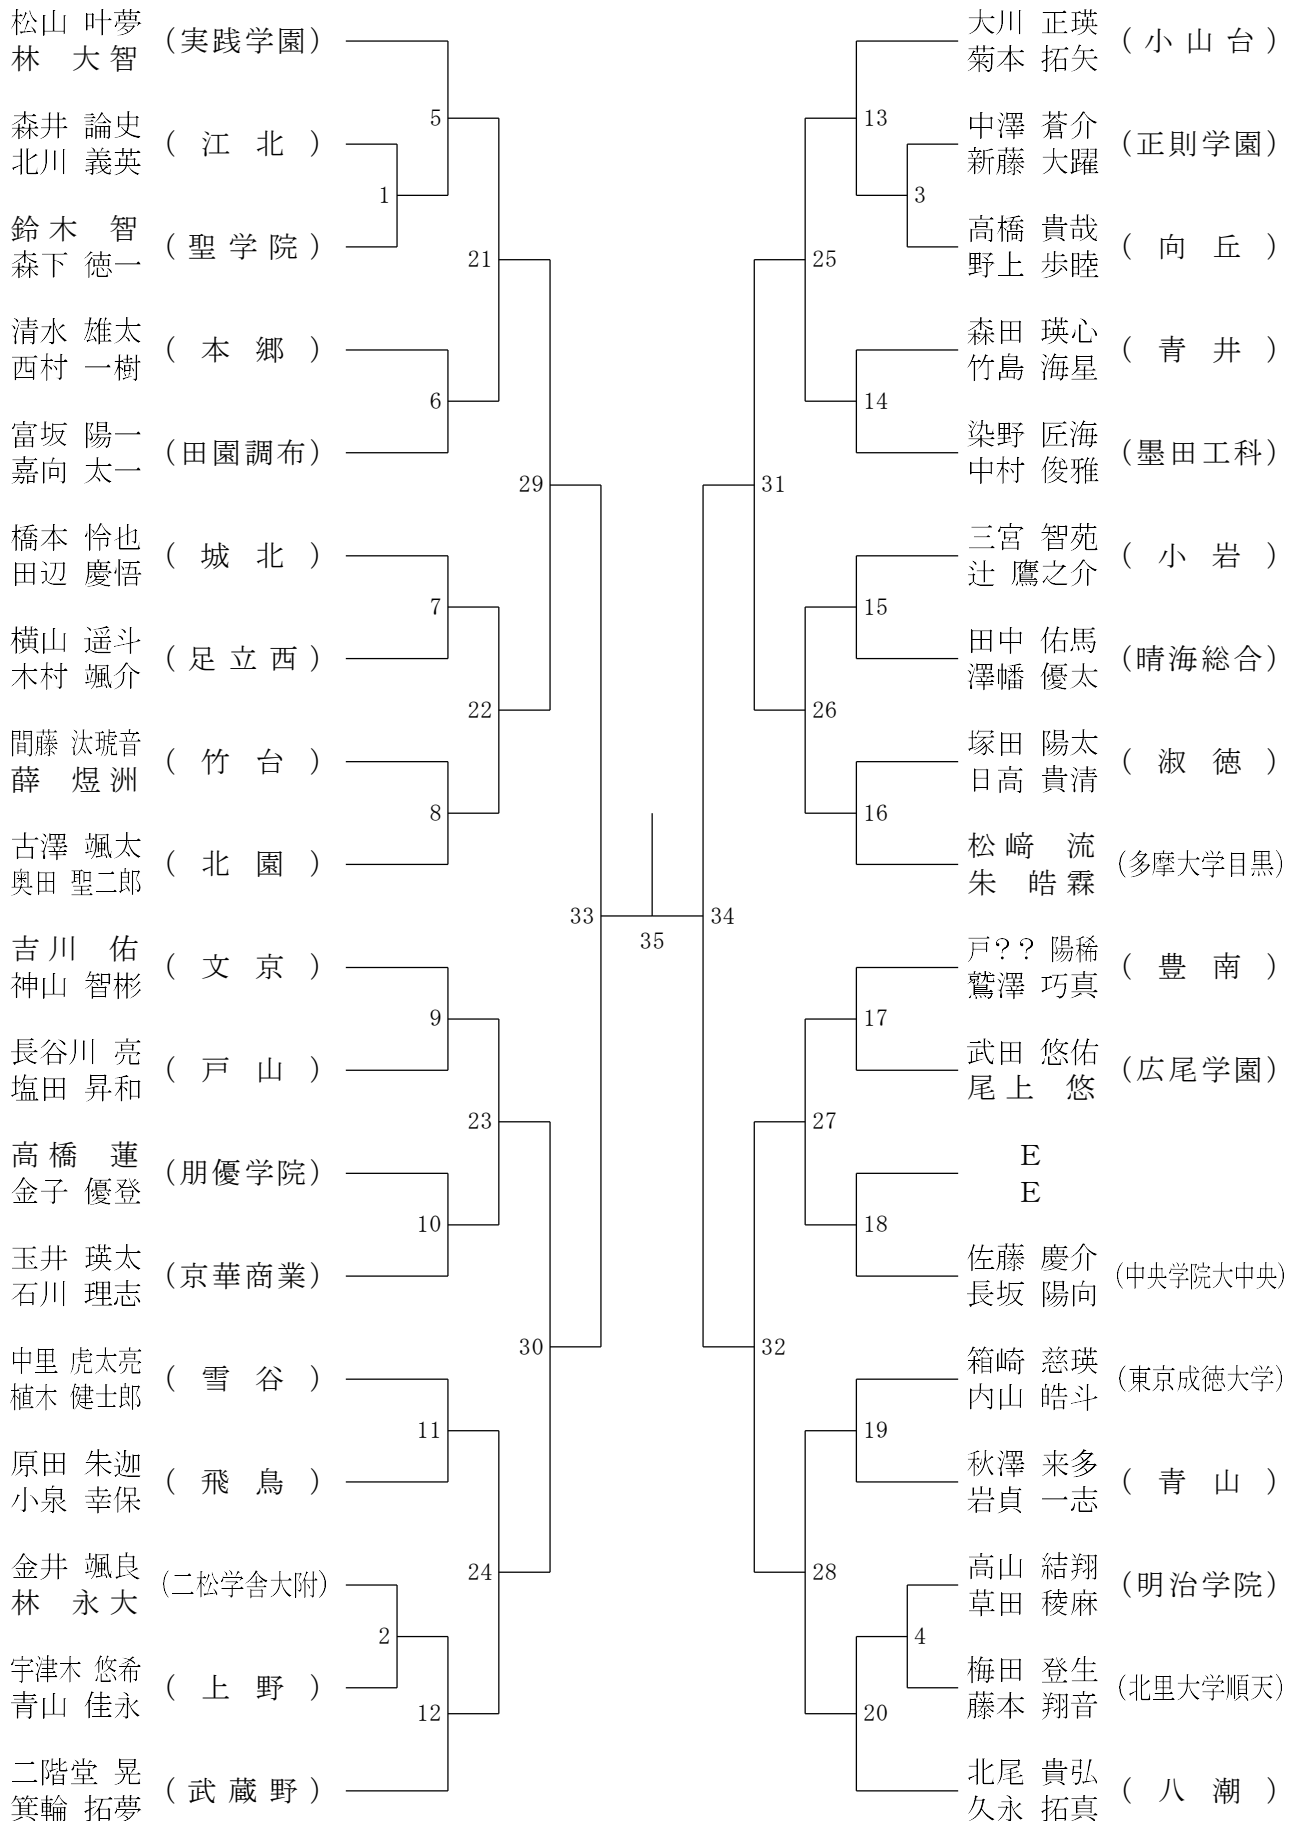 松山 叶夢
林 大智
(実践学園)
森井 諭史
北川 義英
(江北)
鈴木 智
森下 徳一
(聖学院)
清水 雄太
西村 一樹
(本郷)
富坂 陽一
嘉向 太一
(田園調布)
橋本 怜也
田辺 慶悟
(城北)
横山 遥斗
木村 颯介
(足立西)
間藤 汰琥音
薛 煜洲
(竹台)
古澤 颯太
奥田 聖二郎
(北園)
吉川 佑
神山 智彬
(文京)
長谷川 亮
塩田 昇和
(戸山)
高橋 蓮
金子 優登
(朋優学院)
玉井 瑛太
石川 理志
(京華商業)
中里 虎太亮
植木 健士郎
(雪谷)
原田 朱迦
小泉 幸保
(飛鳥)
金井 颯良
林 永大
(二松学舎大附)
宇津木 悠希
青山 佳永
(上野)
二階堂 晃
箕輪 拓夢
(武蔵野)
5
1
21
6
29
7
22
8
33
9
23
10
30
11
24
2
12
35
大川 正瑛
菊本 拓矢
(小山台)
中澤 蒼介
新藤 大躍
(正則学園)
高橋 貴哉
野上 歩睦
(向丘)
森田 瑛心
竹島 海星
(青井)
染野 匠海
中村 俊雅
(墨田工科)
三宮 智苑
辻 鷹之介
(小岩)
田中 佑馬
澤幡 優太
(晴海総合)
塚田 陽太
日高 貴清
(淑徳)
松﨑 流
朱 皓霖
(多摩大学目黒)
戸?? 陽稀
鷲澤 巧真
(豊南)
武田 悠佑
尾上 悠
(広尾学園)
E
E
佐藤 慶介
長坂 陽向
(中央学院大中央)
箱崎 慈瑛
内山 皓斗
(東京成徳大学)
秋澤 来多
岩貞 一志
(青山)
高山 結翔
草田 稜麻
(明治学院)
梅田 登生
藤本 翔音
(北里大学順天)
北尾 貴弘
久永 拓真
(八潮)
13
3
25
14
31
15
26
16
34
17
27
18
32
19
28
4
20